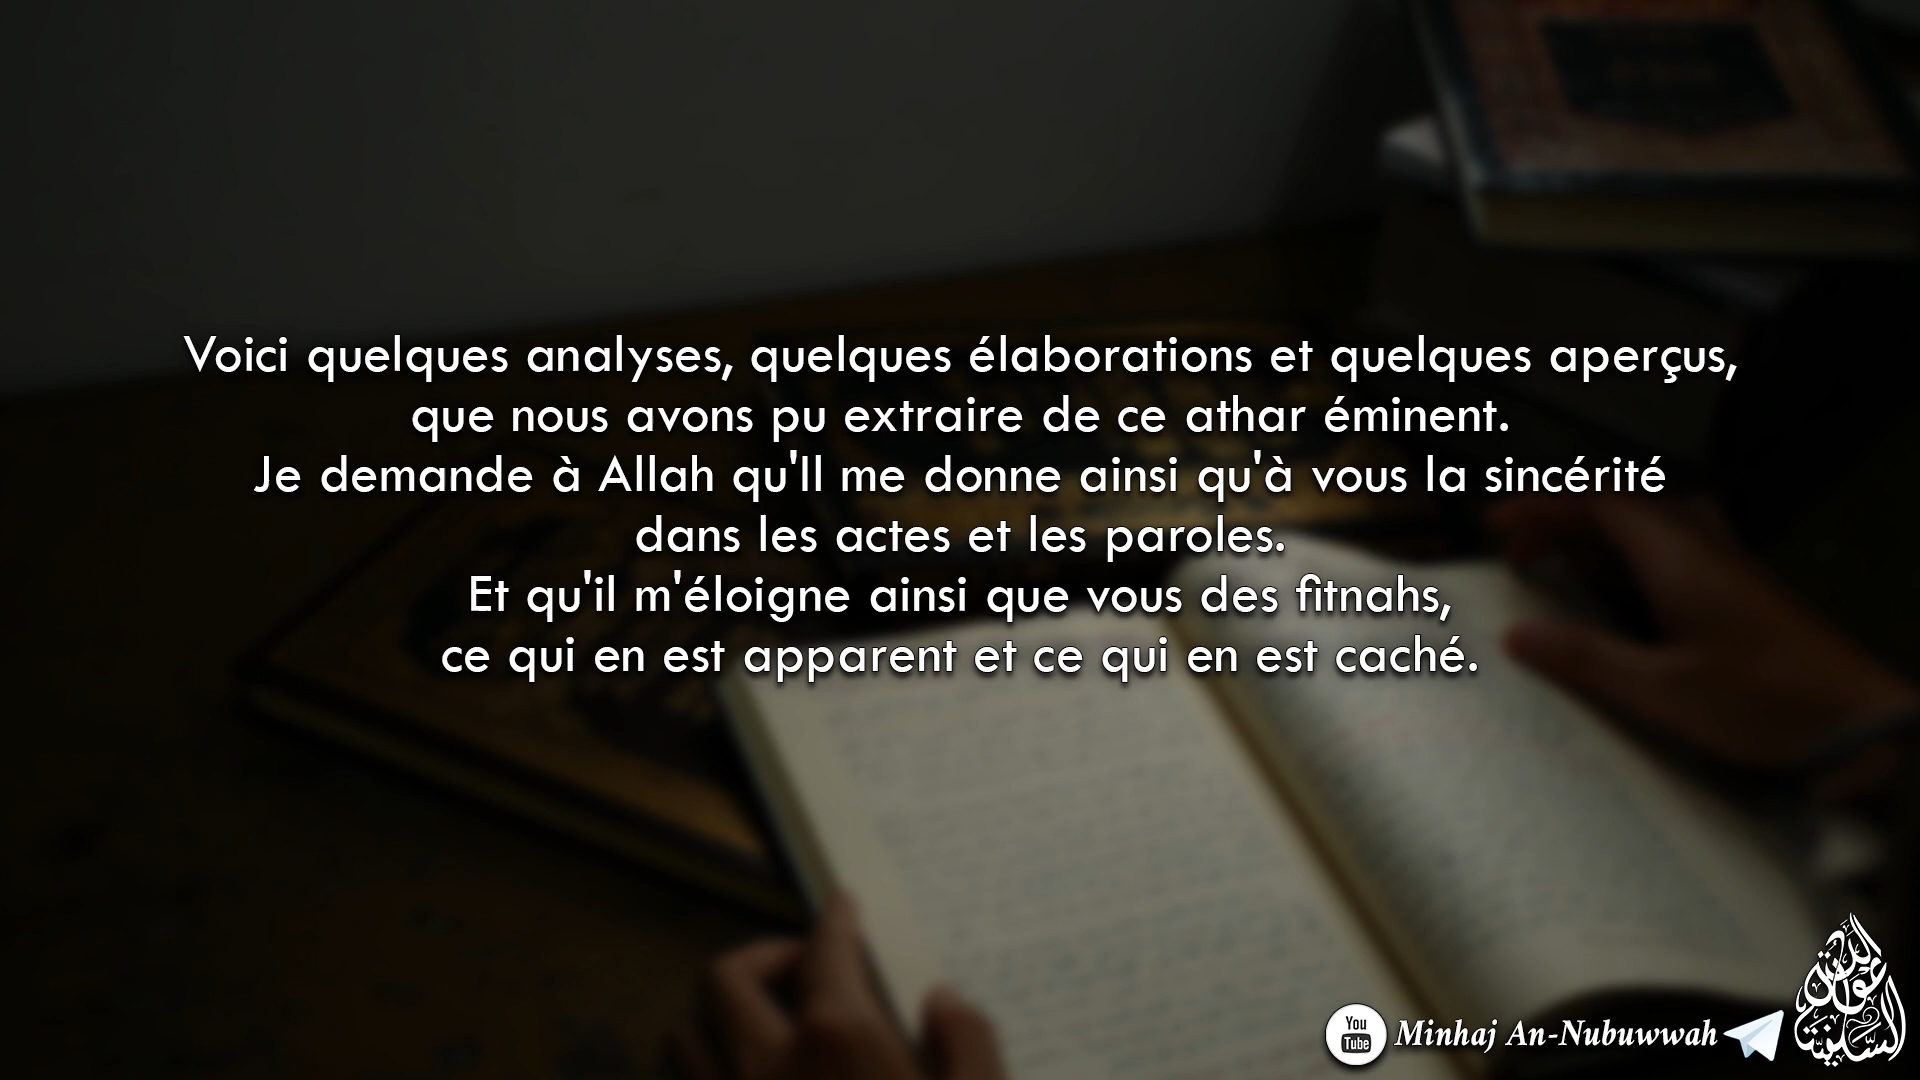 Voici quelques analyses, quelques élaborations et quelques aperçus,
que nous avons pu extraire de ce athar éminent.
Je demande à Allah qu'Il me donne ainsi qu'à vous la sincérité
dans les actes et les paroles.
Et qu'il m'éloigne ainsi que vous des fitnahs,
ce qui en est apparent et ce qui en est caché.
You
Tube
Minhaj An-Nubuwwah